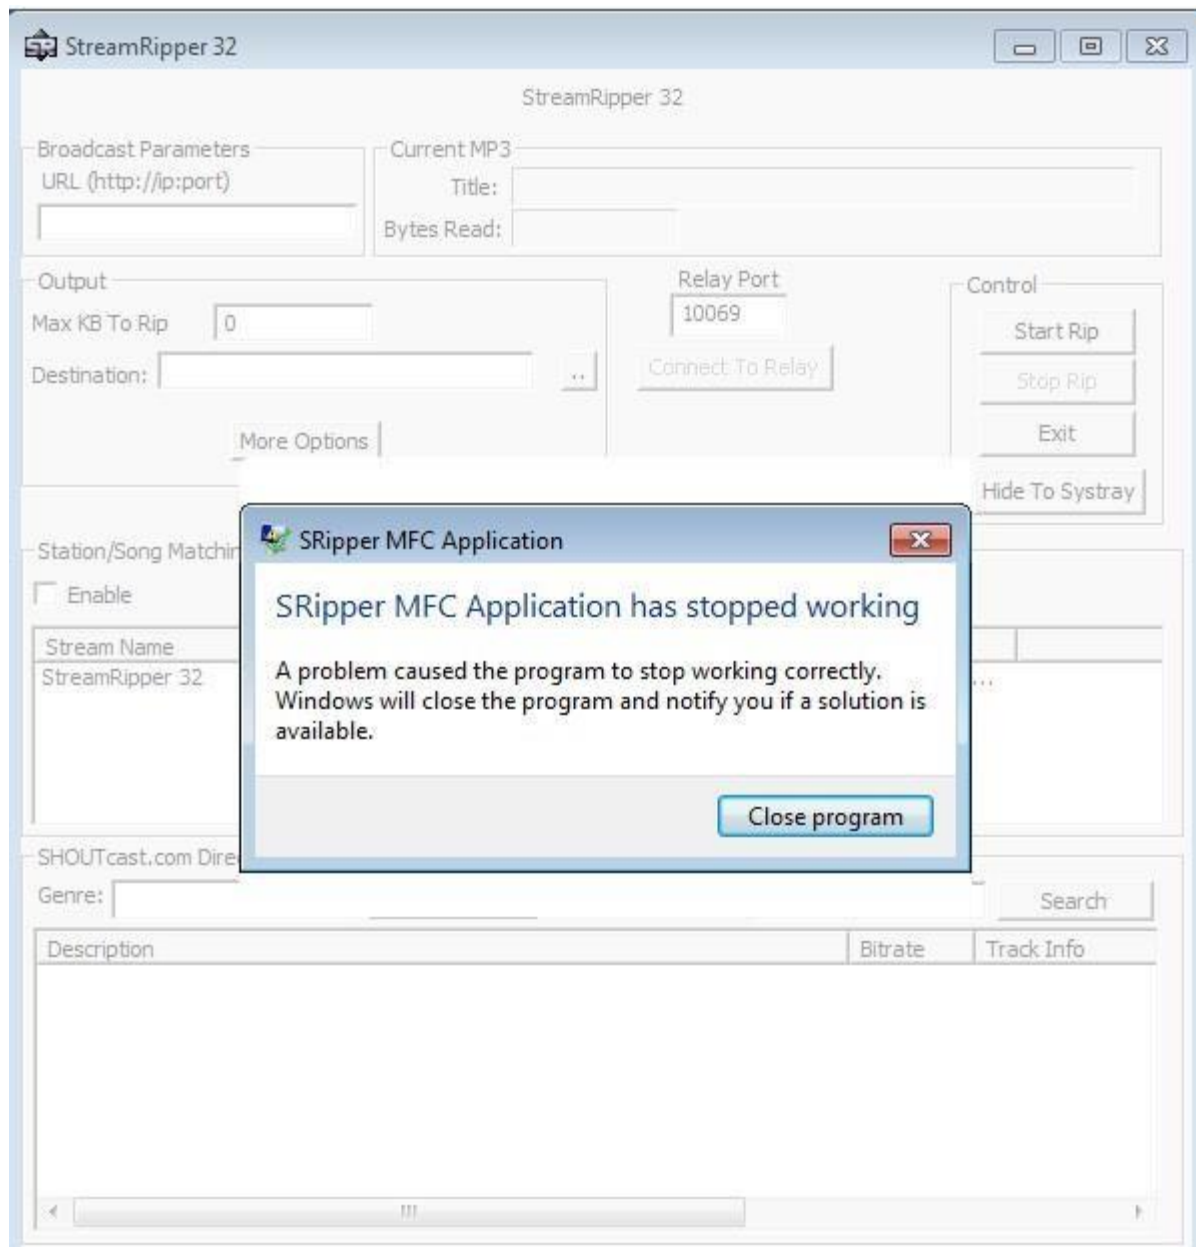 StreamRipper 32
StreamRipper 32
Broadcast Parameters
URL (http://ip:port)
Current MP3
Title:
Bytes Read:
Output
Max KB To Rip 0
Destination: ..
More Options
Relay Port
10069
Connect To Relay
Control
Start Rip
Stop Rip
Exit
Hide To Systray
Station/Song Matchin
Enable
Stream Name
StreamRipper 32
...
SRipper MFC Application
SRipper MFC Application has stopped working
A problem caused the program to stop working correctly.
Windows will close the program and notify you if a solution is
available.
Close program
SHOUTcast.com Dire
Genre: Search
Description Bitrate Track Info